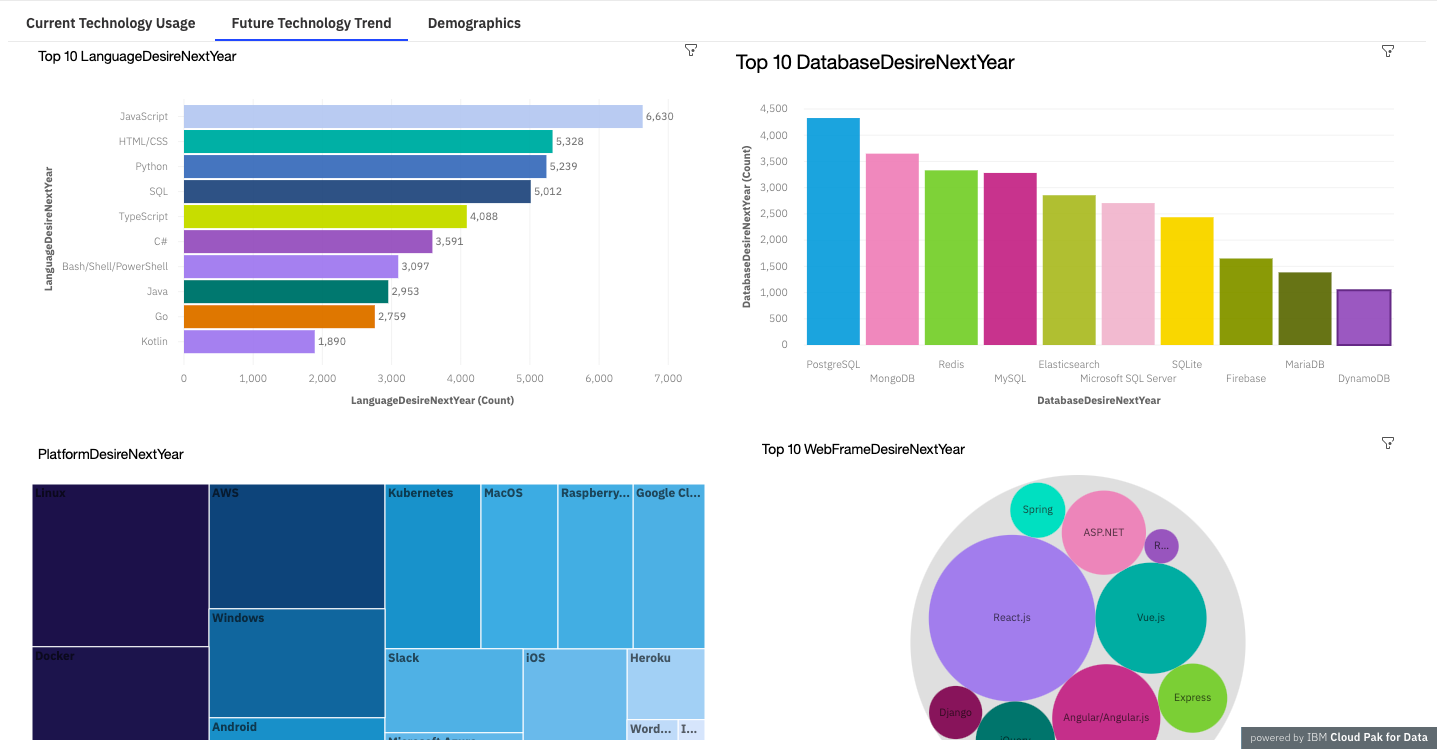 Current Technology Usage
Future Technology Trend
Demographics
Top 10 LanguageDesireNextYear
LanguageDesireNextYear
JavaScript 6,630
HTML/CSS 5,328
Python 5,239
SQL 5,012
TypeScript 4,088
C# 3,591
Bash/Shell/PowerShell 3,097
Java 2,953
Go 2,759
Kotlin 1,890
0 1,000 2,000 3,000 4,000 5,000 6,000 7,000
LanguageDesireNextYear (Count)
Top 10 DatabaseDesireNextYear
DatabaseDesireNextYear (Count)
4,500
4,000
3,500
3,000
2,500
2,000
1,500
1,000
500
0
PostgreSQL
MongoDB
Redis
MySQL
Elasticsearch
Microsoft SQL Server
SQLite
Firebase
MariaDB
DynamoDB
DatabaseDesireNextYear
PlatformDesireNextYear
Linux
AWS
Kubernetes
MacOS
Raspberry...
Google Cl...
Windows
Docker
Slack
iOS
Heroku
Android
Word...
I...
Top 10 WebFrameDesireNextYear
Spring
ASP.NET
R...
React.js
Vue.js
Express
Django
Angular/Angular.js
powered by IBM Cloud Pak for Data